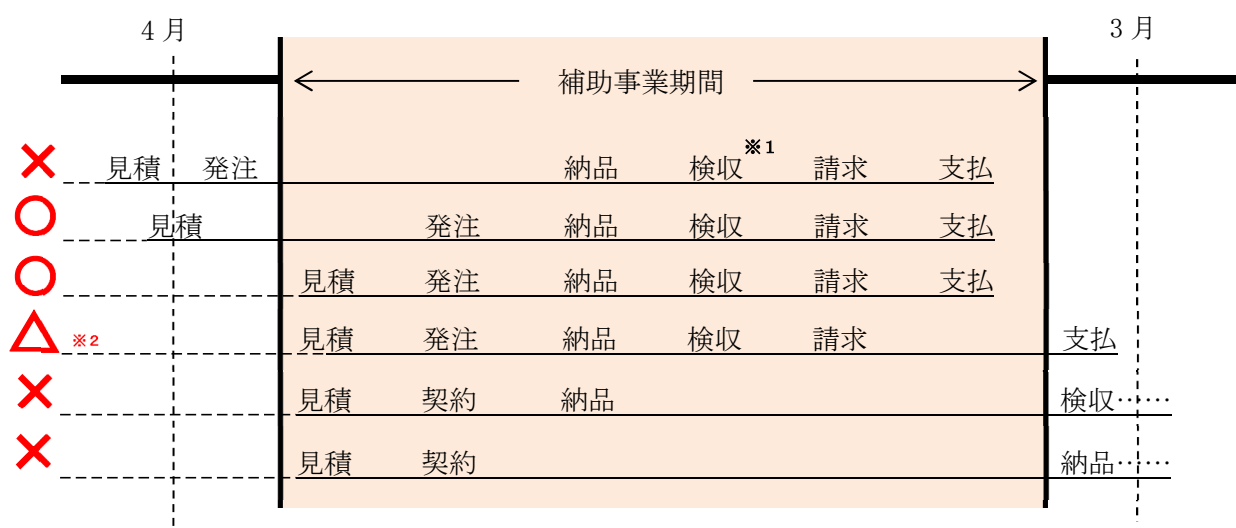 4月 3月
補助事業期間
× 見積 発注 納品 検収※1 請求 支払
○ 見積 発注 納品 検収 請求 支払
○ 見積 発注 納品 検収 請求 支払
△ ※2 見積 発注 納品 検収 請求 支払
× 見積 契約 納品 検収……
× 見積 契約 納品……